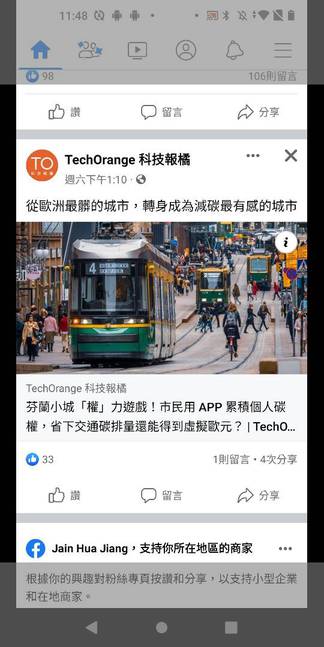 11:48
98
106則留言
讚
留言
分享
TO
TechOrange 科技報橘
週六下午1:10
從歐洲最髒的城市，轉身成為減碳最有感的城市
4
i
TechOrange 科技報橘
芬蘭小城「權」力遊戲！市民用 APP 累積個人碳
權，省下交通碳排量還能得到虛擬歐元？ | TechO...
33
1則留言・4次分享
讚
留言
分享
Jain Hua Jiang，支持你所在地區的商家
根據你的興趣對粉絲專頁按讚和分享，以支持小型企業
和在地商家。